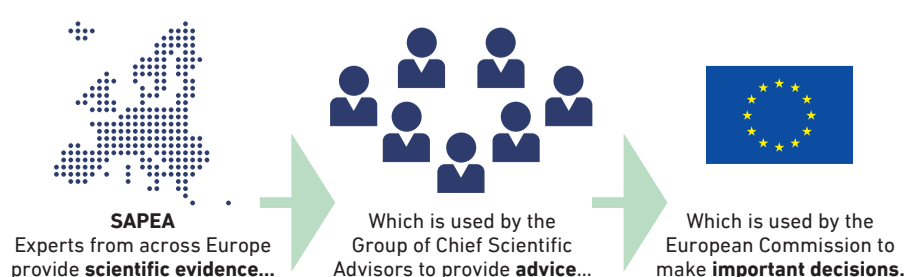 SAPEA
Experts from across Europe
provide scientific evidence...
Which is used by the
Group of Chief Scientific
Advisors to provide advice...
Which is used by the
European Commission to
make important decisions.